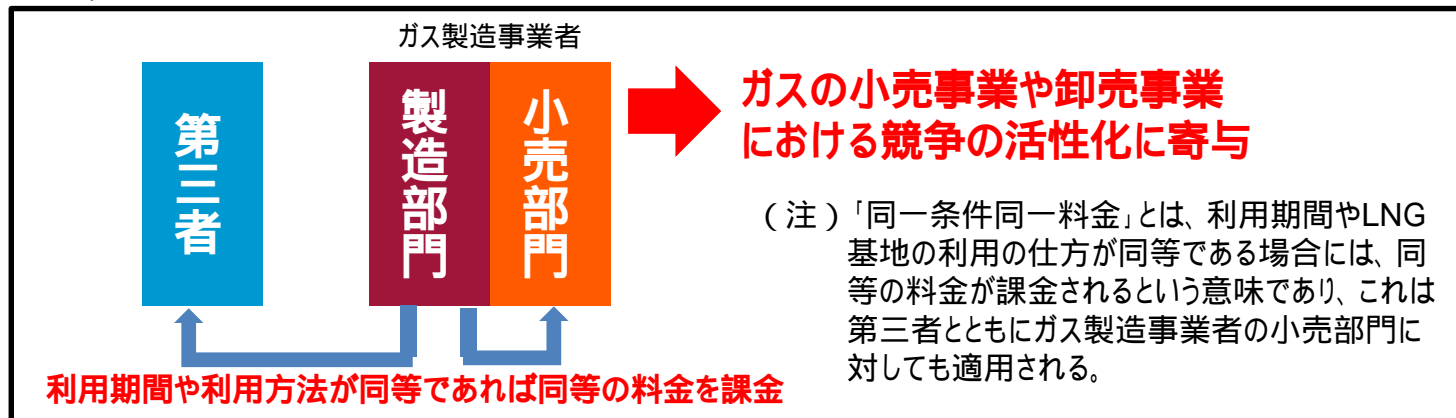 ガス製造事業者
第三者
製造部門
小売部門
ガスの小売事業や卸売事業
における競争の活性化に寄与
(注)「同一条件同一料金」とは、利用期間やLNG
基地の利用の仕方が同等である場合には、同
等の料金が課金されるという意味であり、これは
第三者とともにガス製造事業者の小売部門に
対しても適用される。
利用期間や利用方法が同等であれば同等の料金を課金